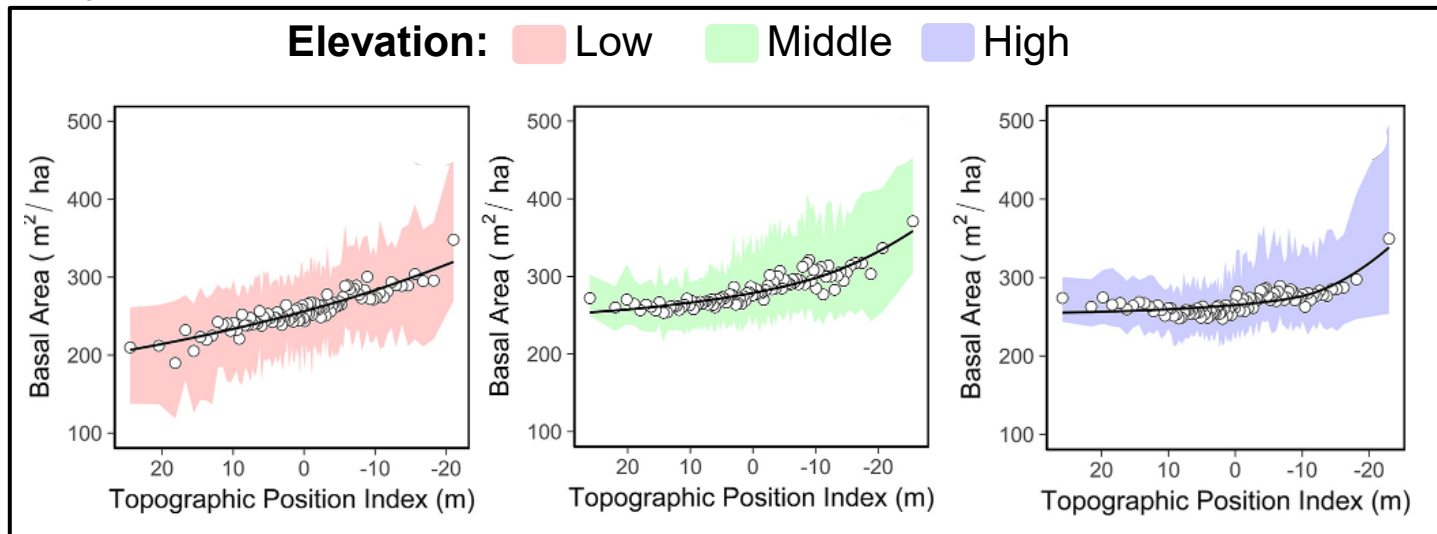 Elevation: Low Middle High
Basal Area ( m²/ ha)
500
400
300
200
100
20 10 0 -10 -20
Topographic Position Index (m)
Basal Area ( m²/ ha)
500
400
300
200
100
20 10 0 -10 -20
Topographic Position Index (m)
Basal Area ( m²/ ha)
500
400
300
200
100
20 10 0 -10 -20
Topographic Position Index (m)